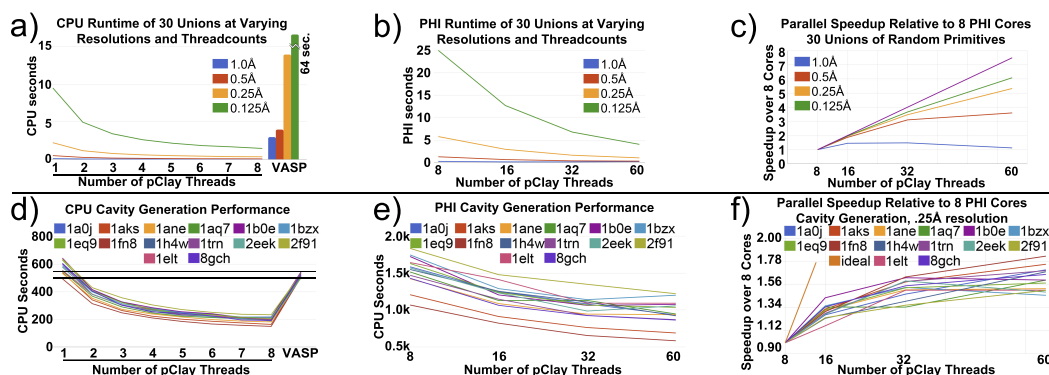 a) CPU Runtime of 30 Unions at Varying
Resolutions and Threadcounts
CPU seconds
15
10
5
0
1.0Å
0.5Å
0.25Å
0.125Å
64 sec.
1 2 3 4 5 6 7 8 VASP
Number of pClay Threads
b) PHI Runtime of 30 Unions at Varying
Resolutions and Threadcounts
PHI seconds
25
20
15
10
5
0
1.0Å
0.5Å
0.25Å
0.125Å
8 16 32 60
Number of pClay Threads
c) Parallel Speedup Relative to 8 PHI Cores
30 Unions of Random Primitives
Speedup over 8 Cores
8
7
6
5
4
3
2
1
0
1.0Å
0.5Å
0.25Å
0.125Å
8 16 32 60
Number of pClay Threads
d) CPU Cavity Generation Performance
1a0j 1aks 1ane 1aq7 1b0e 1bzx
1eq9 1fn8 1h4w 1trn 2eek 2f91
1elt 8gch
CPU Seconds
800
600
400
200
0
1 2 3 4 5 6 7 8 VASP
Number of pClay Threads
e) PHI Cavity Generation Performance
1a0j 1aks 1ane 1aq7 1b0e 1bzx
1eq9 1fn8 1h4w 1trn 2eek 2f91
1elt 8gch
CPU Seconds
2.0k
1.5k
1.0k
0.5k
8 16 32 60
Number of pClay Threads
f) Parallel Speedup Relative to 8 PHI Cores
Cavity Generation, .25Å resolution
1a0j 1aks 1ane 1aq7 1b0e 1bzx
1eq9 1fn8 1h4w 1trn 2eek 2f91
ideal 1elt 8gch
Speedup over 8 Cores
2.00
1.78
1.56
1.34
1.12
0.90
8 16 32 60
Number of pClay Threads